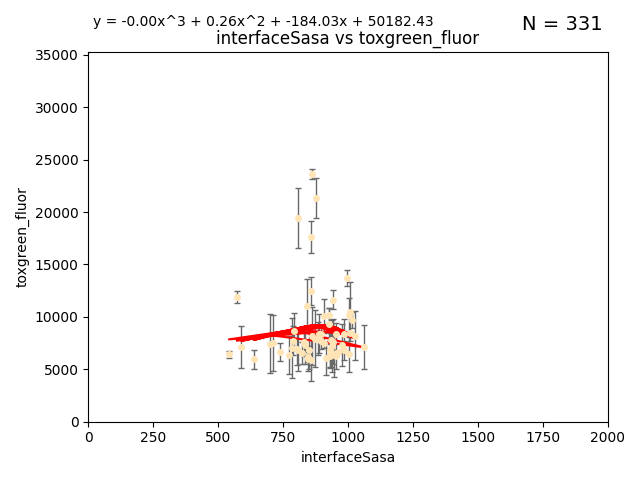 y = -0.00x^3 + 0.26x^2 + -184.03x + 50182.43
N = 331
interfaceSasa vs toxgreen_fluor
35000
30000
25000
20000
15000
10000
5000
0
toxgreen_fluor
0 250 500 750 1000 1250 1500 1750 2000
interfaceSasa